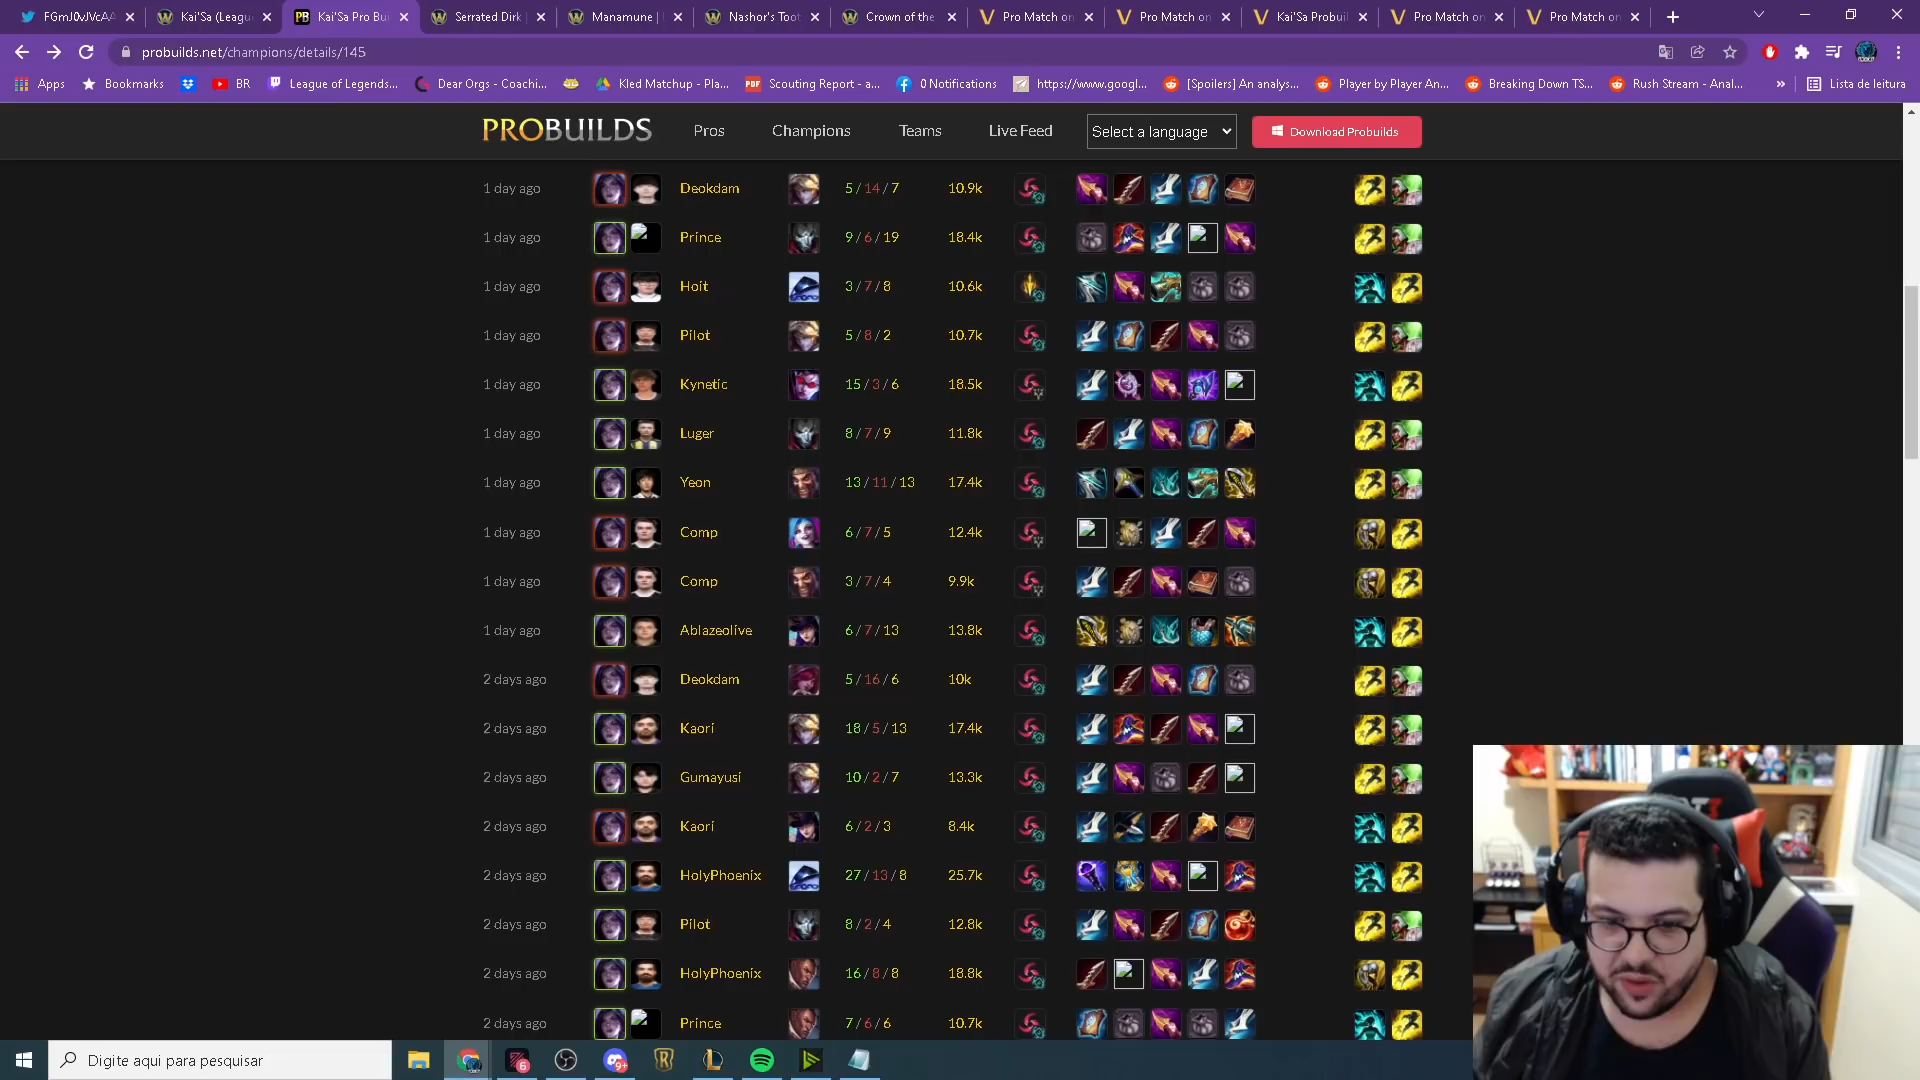 FGmJ0vJVcAA
Kai'Sa (Leagu
Kai'Sa Pro Bui
Serrated Dirk
Manamune |
Nashor's Toot
Crown of the
Pro Match on
Pro Match on
Kai'Sa Probuil
Pro Match on
Pro Match on
probuilds.net/champions/details/145
Apps
Bookmarks
BR
League of Legends...
Dear Orgs - Coachi...
Kled Matchup - Pla...
PDF Scouting Report - a...
0 Notifications
https://www.googl...
[Spoilers] An analys...
Player by Player An...
Breaking Down TS...
Rush Stream - Anal...
»
Lista de leitura
PROBUILDS
Pros
Champions
Teams
Live Feed
Select a language
Download Probuilds
1 day ago Deokdam 5 / 14 / 7 10.9k
1 day ago Prince 9 / 6 / 19 18.4k
1 day ago Hoit 3 / 7 / 8 10.6k
1 day ago Pilot 5 / 8 / 2 10.7k
1 day ago Kynetic 15 / 3 / 6 18.5k
1 day ago Luger 8 / 7 / 9 11.8k
1 day ago Yeon 13 / 11 / 13 17.4k
1 day ago Comp 6 / 7 / 5 12.4k
1 day ago Comp 3 / 7 / 4 9.9k
1 day ago Ablazeolive 6 / 7 / 13 13.8k
2 days ago Deokdam 5 / 16 / 6 10k
2 days ago Kaori 18 / 5 / 13 17.4k
2 days ago Gumayusi 10 / 2 / 7 13.3k
2 days ago Kaori 6 / 2 / 3 8.4k
2 days ago HolyPhoenix 27 / 13 / 8 25.7k
2 days ago Pilot 8 / 2 / 4 12.8k
2 days ago HolyPhoenix 16 / 8 / 8 18.8k
2 days ago Prince 7 / 6 / 6 10.7k
Digite aqui para pesquisar
6
9+